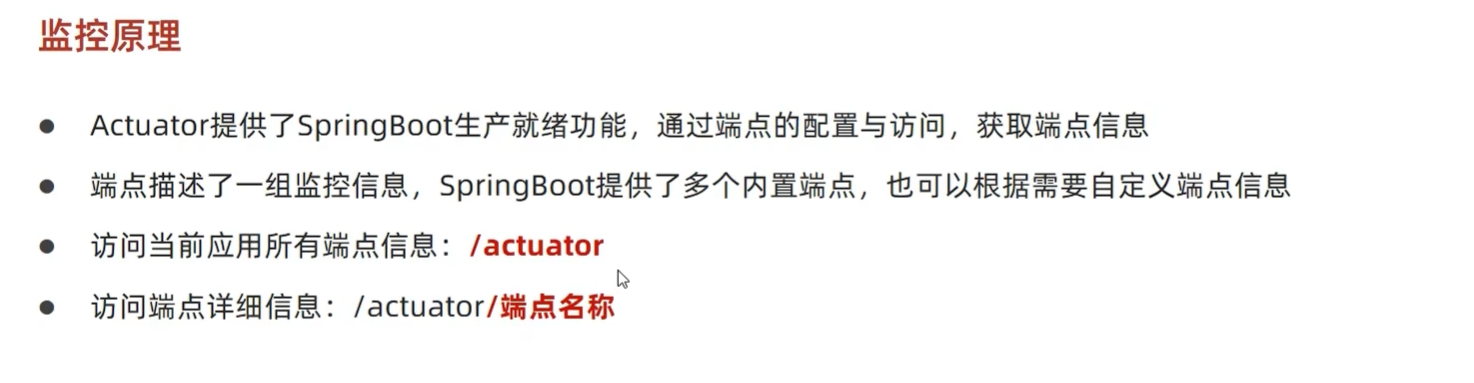 监控原理
● Actuator提供了SpringBoot生产就绪功能，通过端点的配置与访问，获取端点信息
● 端点描述了一组监控信息，SpringBoot提供了多个内置端点，也可以根据需要自定义端点信息
● 访问当前应用所有端点信息：/actuator
● 访问端点详细信息：/actuator/端点名称